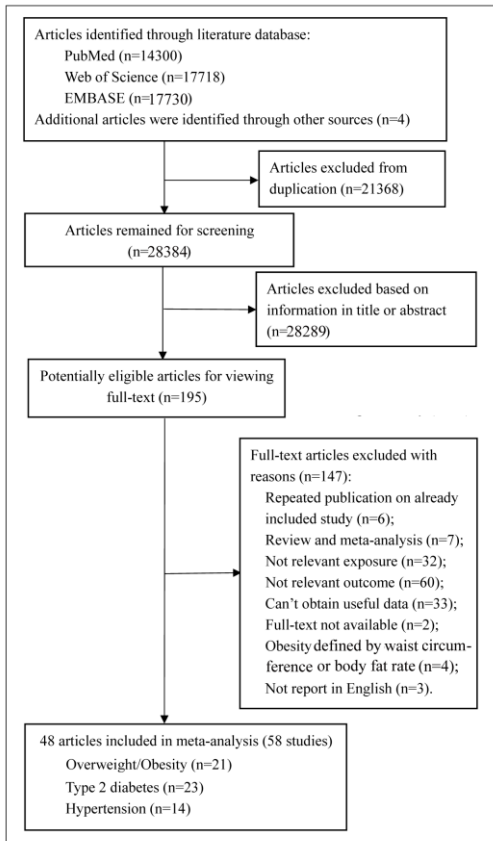 Articles identified through literature database:
PubMed (n=14300)
Web of Science (n=17718)
EMBASE (n=17730)
Additional articles were identified through other sources (n=4)
Articles excluded from
duplication (n=21368)
Articles remained for screening
(n=28384)
Articles excluded based on
information in title or abstract
(n=28289)
Potentially eligible articles for viewing
full-text (n=195)
Full-text articles excluded with
reasons (n=147):
Repeated publication on already
included study (n=6);
Review and meta-analysis (n=7);
Not relevant exposure (n=32);
Not relevant outcome (n=60);
Can't obtain useful data (n=33);
Full-text not available (n=2);
Obesity defined by waist circum-
ference or body fat rate (n=4);
Not report in English (n=3).
48 articles included in meta-analysis (58 studies)
Overweight/Obesity (n=21)
Type 2 diabetes (n=23)
Hypertension (n=14)